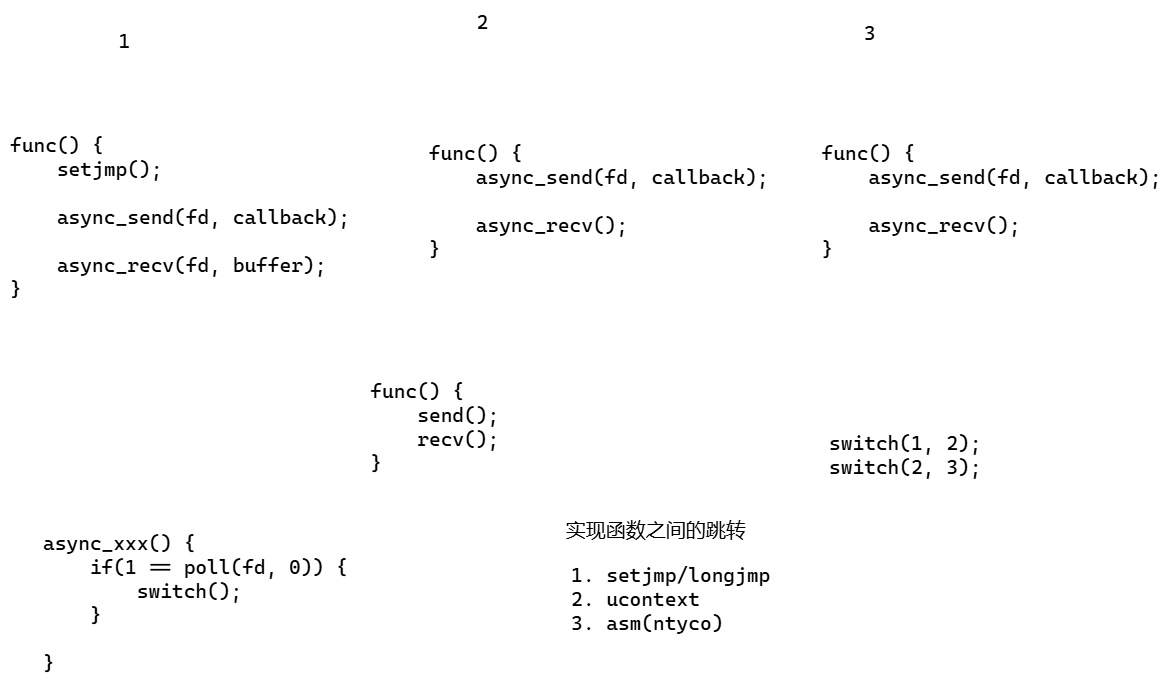 1
2
3
func() {
    setjmp();
    async_send(fd, callback);
    async_recv(fd, buffer);
}
func() {
    async_send(fd, callback);
    async_recv();
}
func() {
    async_send(fd, callback);
    async_recv();
}
func() {
    send();
    recv();
}
switch(1, 2);
switch(2, 3);
async_xxx() {
    if(1 == poll(fd, 0)) {
        switch();
    }
}
实现函数之间的跳转
1. setjmp/longjmp
2. ucontext
3. asm(ntyco)